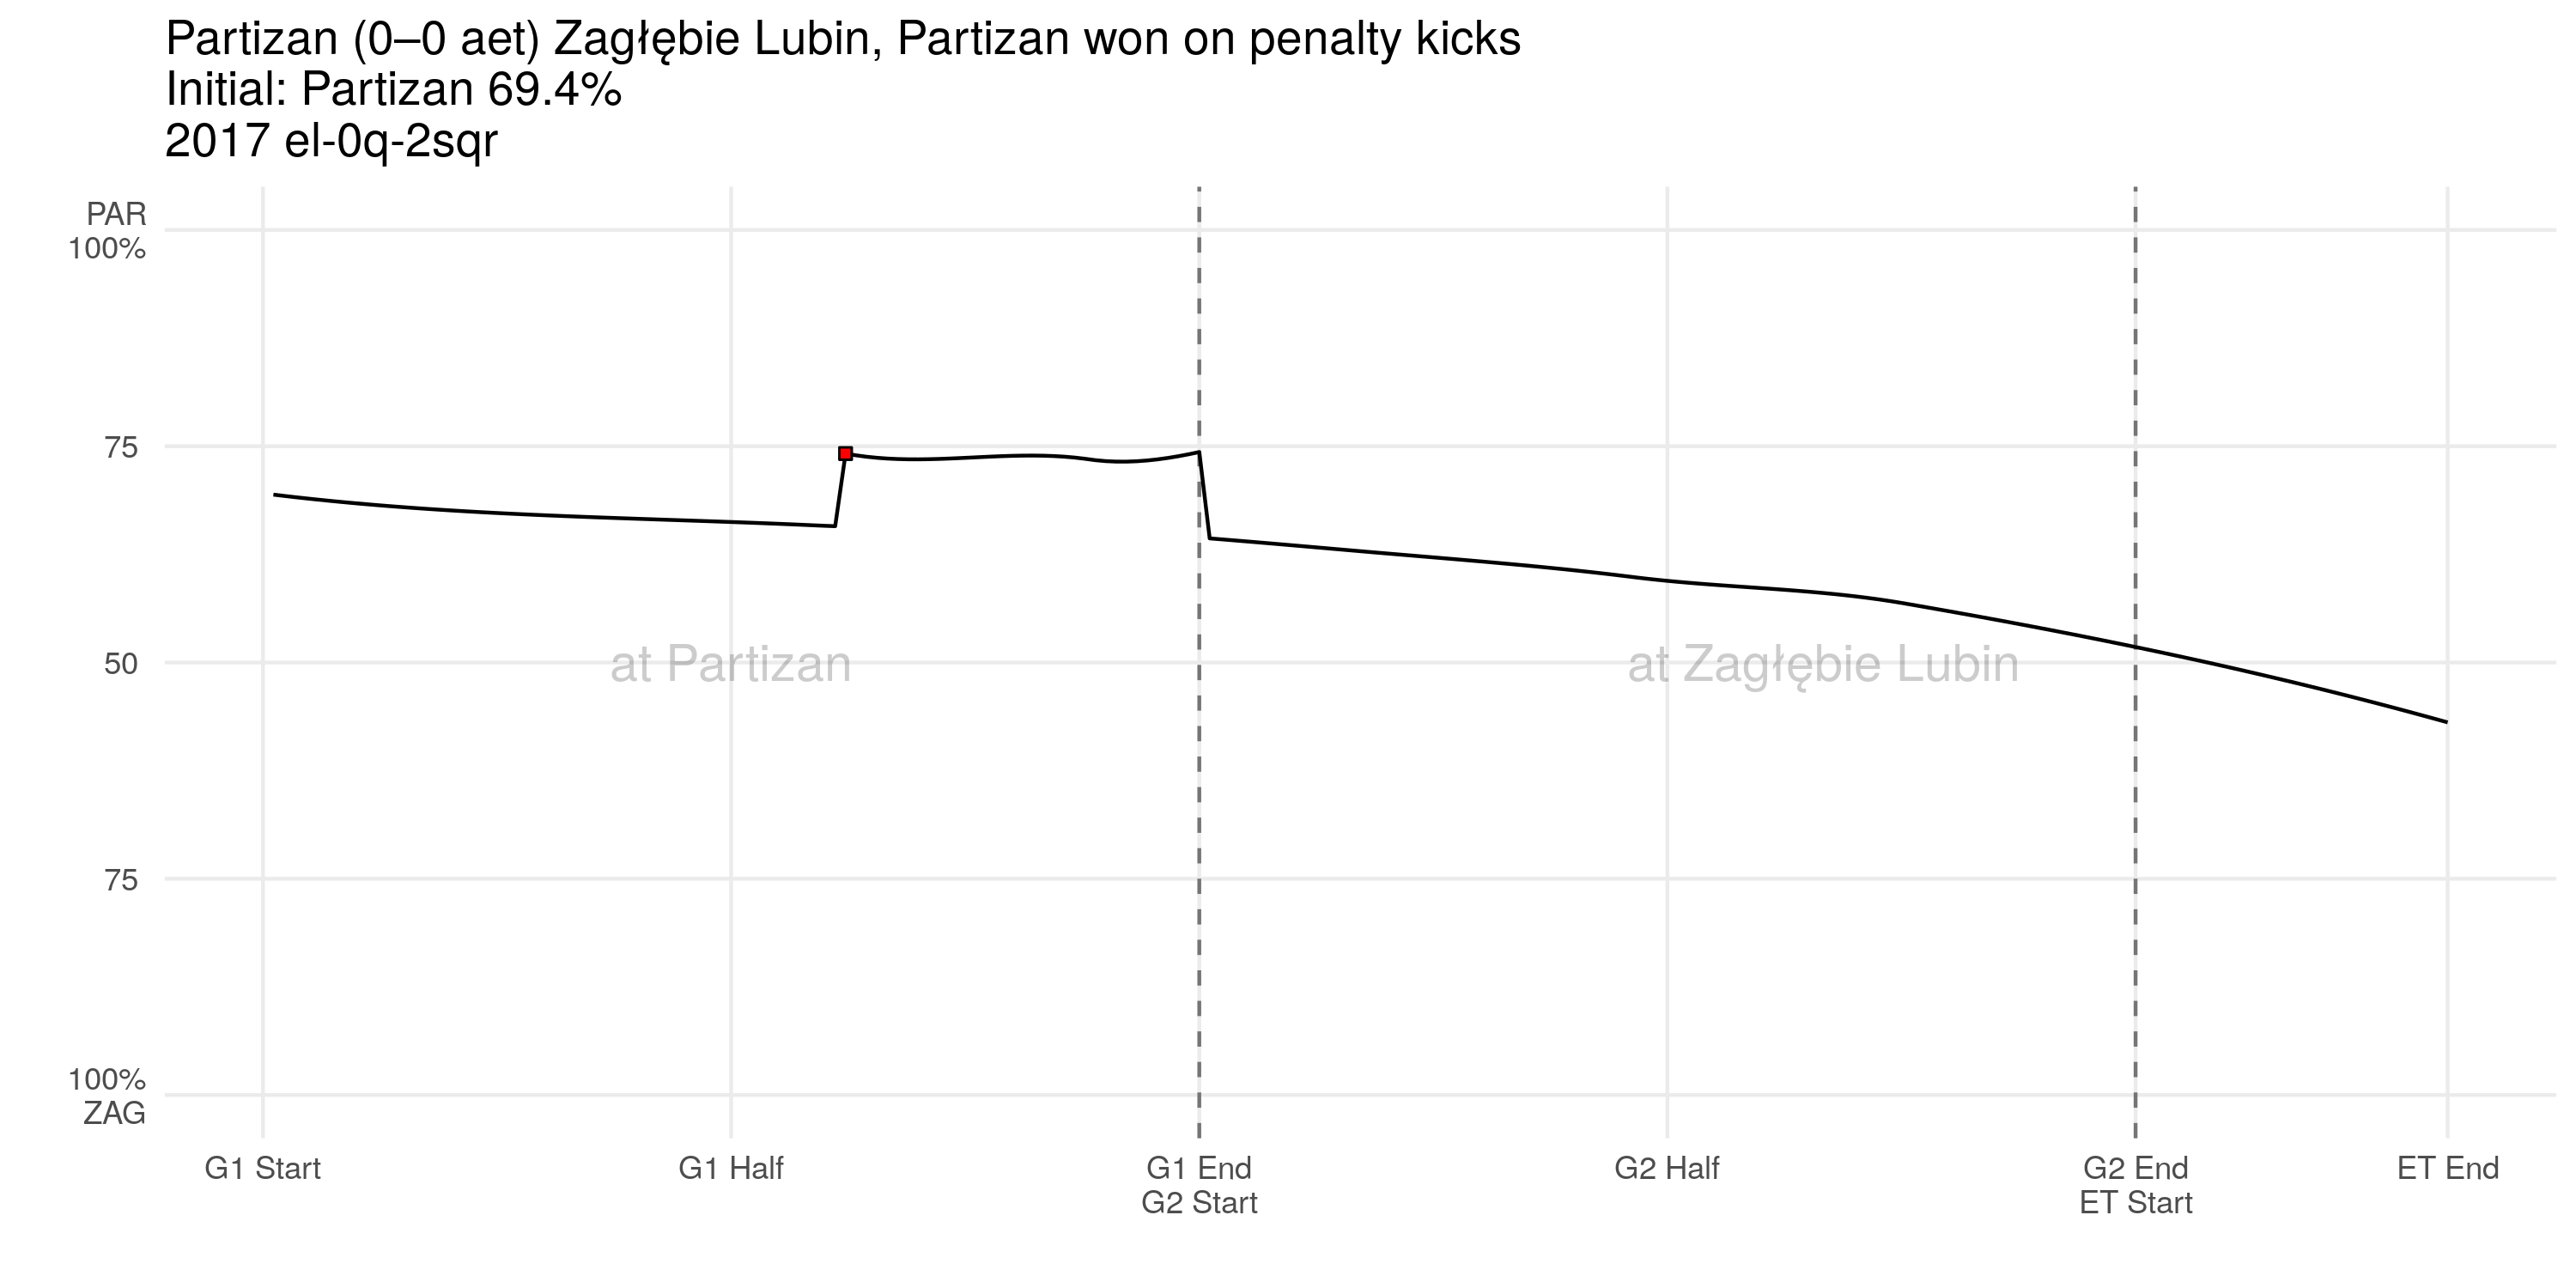 Partizan (0–0 aet) Zagłębie Lubin, Partizan won on penalty kicks
Initial: Partizan 69.4%
2017 el-0q-2sqr
PAR
100%
75
50
75
100%
ZAG
at Partizan
at Zagłębie Lubin
G1 Start
G1 Half
G1 End
G2 Start
G2 Half
G2 End
ET Start
ET End